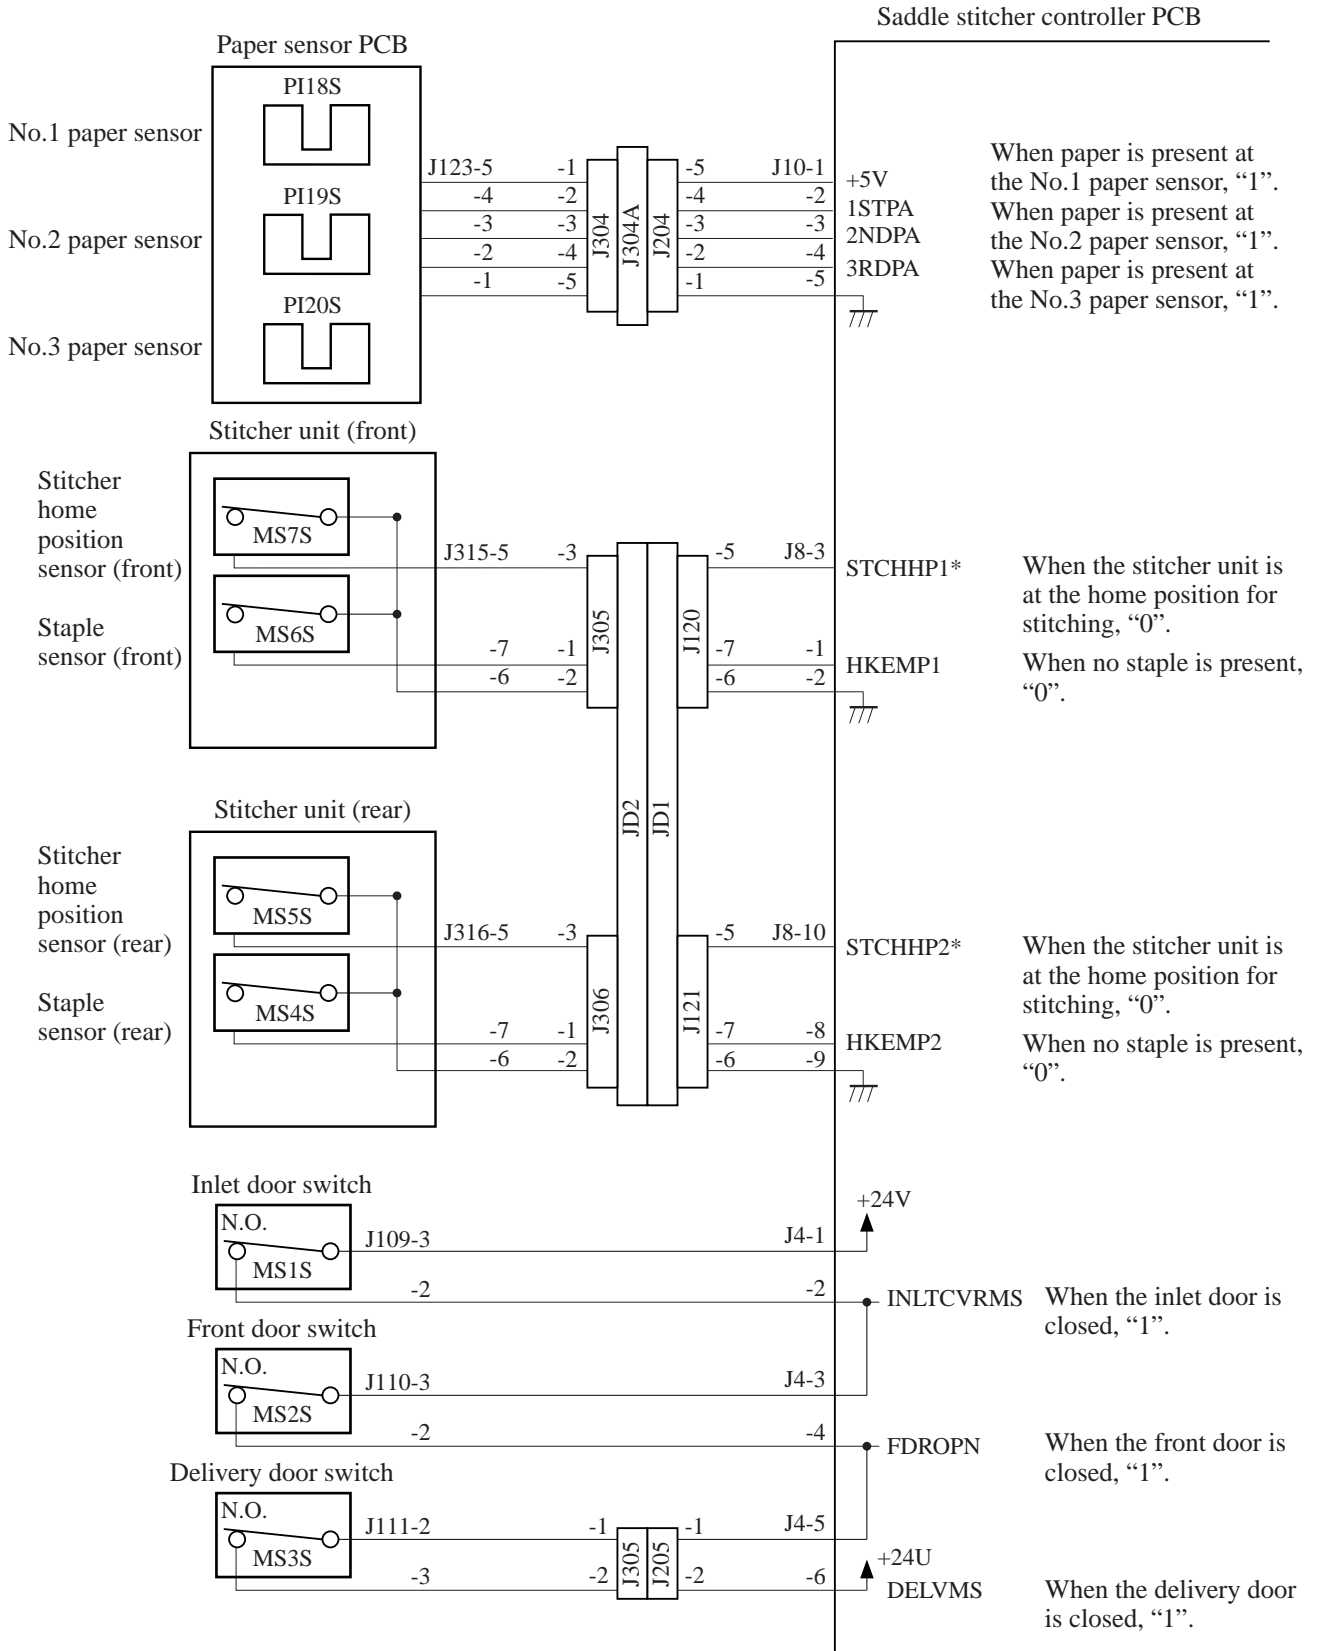 Saddle stitcher controller PCB
Paper sensor PCB
PI18S
No.1 paper sensor
PI19S
No.2 paper sensor
PI20S
No.3 paper sensor
J123-5
-4
-3
-2
-1
-1
-2
-3
-4
-5
J304
J304A
J204
-5
-4
-3
-2
-1
J10-1
-2
-3
-4
-5
+5V
1STPA
2NDPA
3RDPA
When paper is present at
the No.1 paper sensor, “1”.
When paper is present at
the No.2 paper sensor, “1”.
When paper is present at
the No.3 paper sensor, “1”.
Stitcher unit (front)
Stitcher
home
position
sensor (front)
MS7S
Staple
sensor (front)
MS6S
J315-5
-7
-6
-3
-1
-2
J305
J120
-5
-7
-6
J8-3
-1
-2
STCHHP1*
HKEMP1
When the stitcher unit is
at the home position for
stitching, “0”.
When no staple is present,
“0”.
JD2
JD1
Stitcher unit (rear)
Stitcher
home
position
sensor (rear)
MS5S
Staple
sensor (rear)
MS4S
J316-5
-7
-6
-3
-1
-2
J306
J121
-5
-7
-6
J8-10
-8
-9
STCHHP2*
HKEMP2
When the stitcher unit is
at the home position for
stitching, “0”.
When no staple is present,
“0”.
Inlet door switch
N.O.
MS1S
J109-3
-2
J4-1
-2
+24V
INLTCVRMS
When the inlet door is
closed, “1”.
Front door switch
N.O.
MS2S
J110-3
-2
J4-3
-4
FDROPN
When the front door is
closed, “1”.
Delivery door switch
N.O.
MS3S
J111-2
-3
-1
-2
J305
J205
-1
-2
J4-5
-6
+24U
DELVMS
When the delivery door
is closed, “1”.